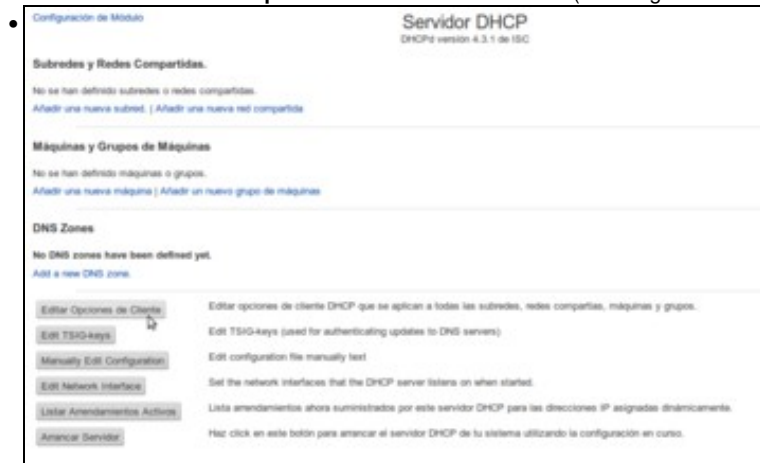 Configuración de Módulo
Servidor DHCP
DHCPd versión 4.3.1 de ISC
Subredes y Redes Compartidas.
No se han definido subredes o redes compartidas.
Añadir una nueva subred. | Añadir una nueva red compartida
Máquinas y Grupos de Máquinas
No se han definido máquinas o grupos.
Añadir una nueva máquina | Añadir un nuevo grupo de máquinas
DNS Zones
No DNS zones have been defined yet.
Add a new DNS zone.
Editar Opciones de Cliente Editar opciones de cliente DHCP que se aplican a todas las subredes, redes compartias, máquinas y grupos.
Edit TSIG-keys Edit TSIG-keys (used for authenticating updates to DNS servers)
Manually Edit Configuration Edit configuration file manually text
Edit Network Interface Set the network interfaces that the DHCP server listens on when started.
Listar Arrendamientos Activos Lista arrendamientos ahora suministrados por este servidor DHCP para las direcciones IP asignadas dinámicamente.
Arrancar Servidor Haz click en este botón para arrancar el servidor DHCP de tu sistema utilizando la configuración en curso.